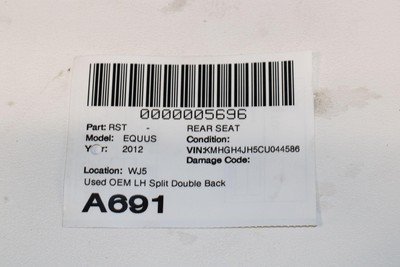 0000005696
Part: RST - REAR SEAT
Model: EQUUS Condition:
Year: 2012 VIN:KMHGH4JH5CU044586
Damage Code:
Location: WJ5
Used OEM LH Split Double Back
A691